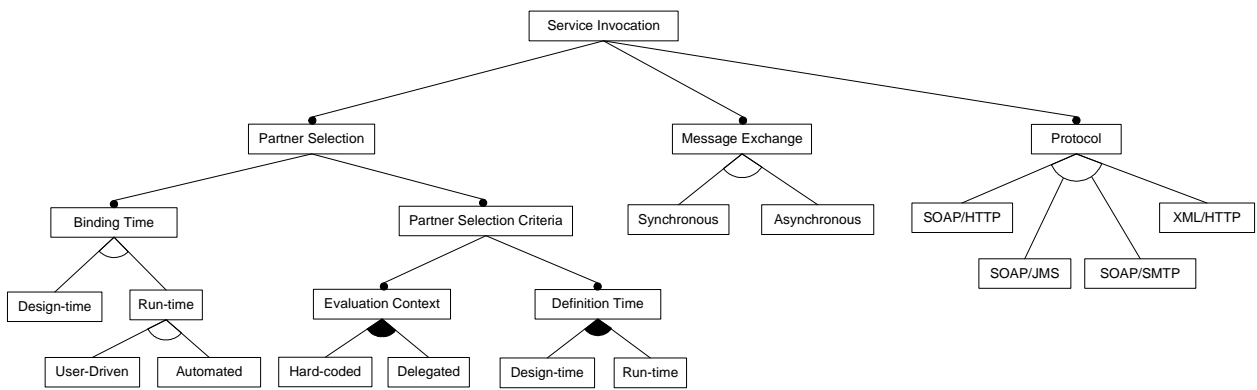 Service Invocation
Partner Selection
Message Exchange
Protocol
Binding Time
Partner Selection Criteria
Synchronous
Asynchronous
SOAP/HTTP
XML/HTTP
SOAP/JMS
SOAP/SMTP
Design-time
Run-time
Evaluation Context
Definition Time
User-Driven
Automated
Hard-coded
Delegated
Design-time
Run-time